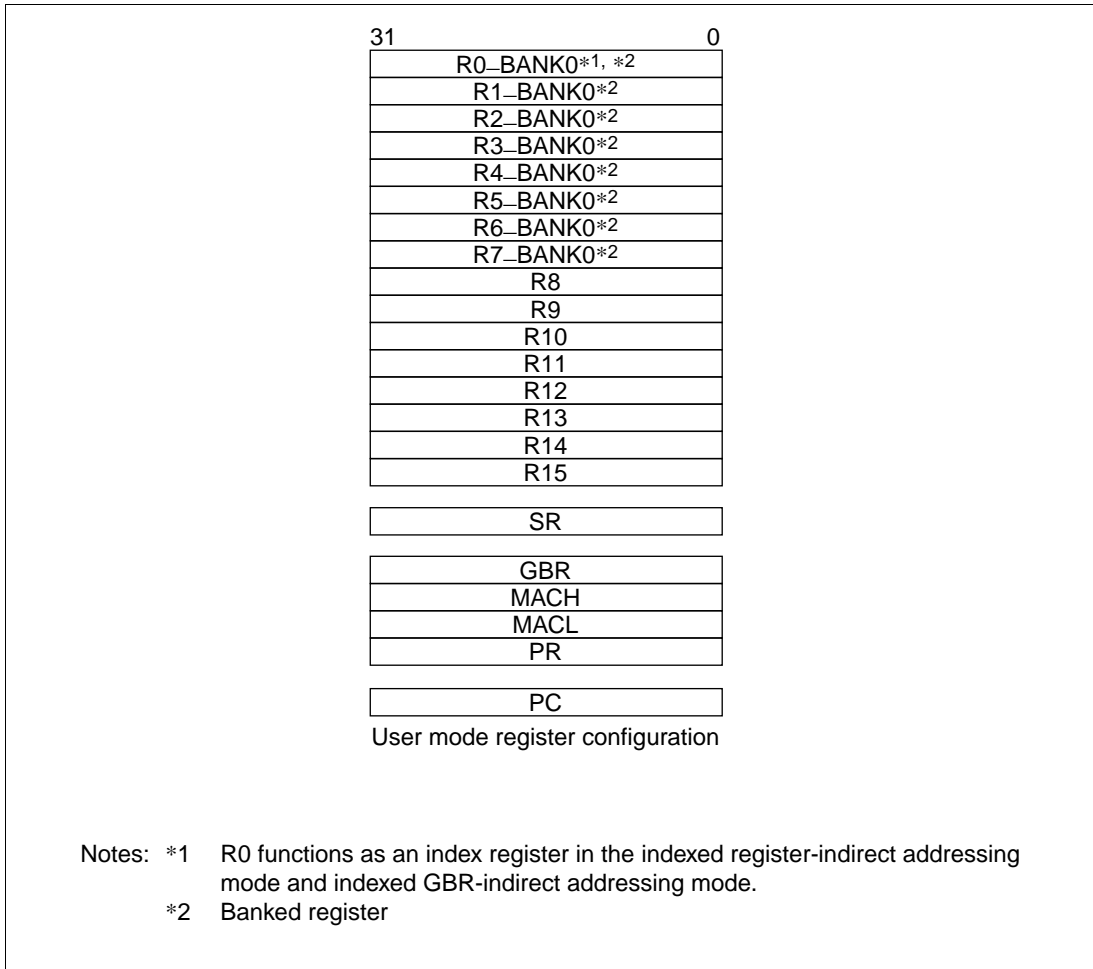 31 0
R0_BANK0*1, *2
R1_BANK0*2
R2_BANK0*2
R3_BANK0*2
R4_BANK0*2
R5_BANK0*2
R6_BANK0*2
R7_BANK0*2
R8
R9
R10
R11
R12
R13
R14
R15
SR
GBR
MACH
MACL
PR
PC
User mode register configuration
Notes: *1 R0 functions as an index register in the indexed register-indirect addressing
mode and indexed GBR-indirect addressing mode.
*2 Banked register